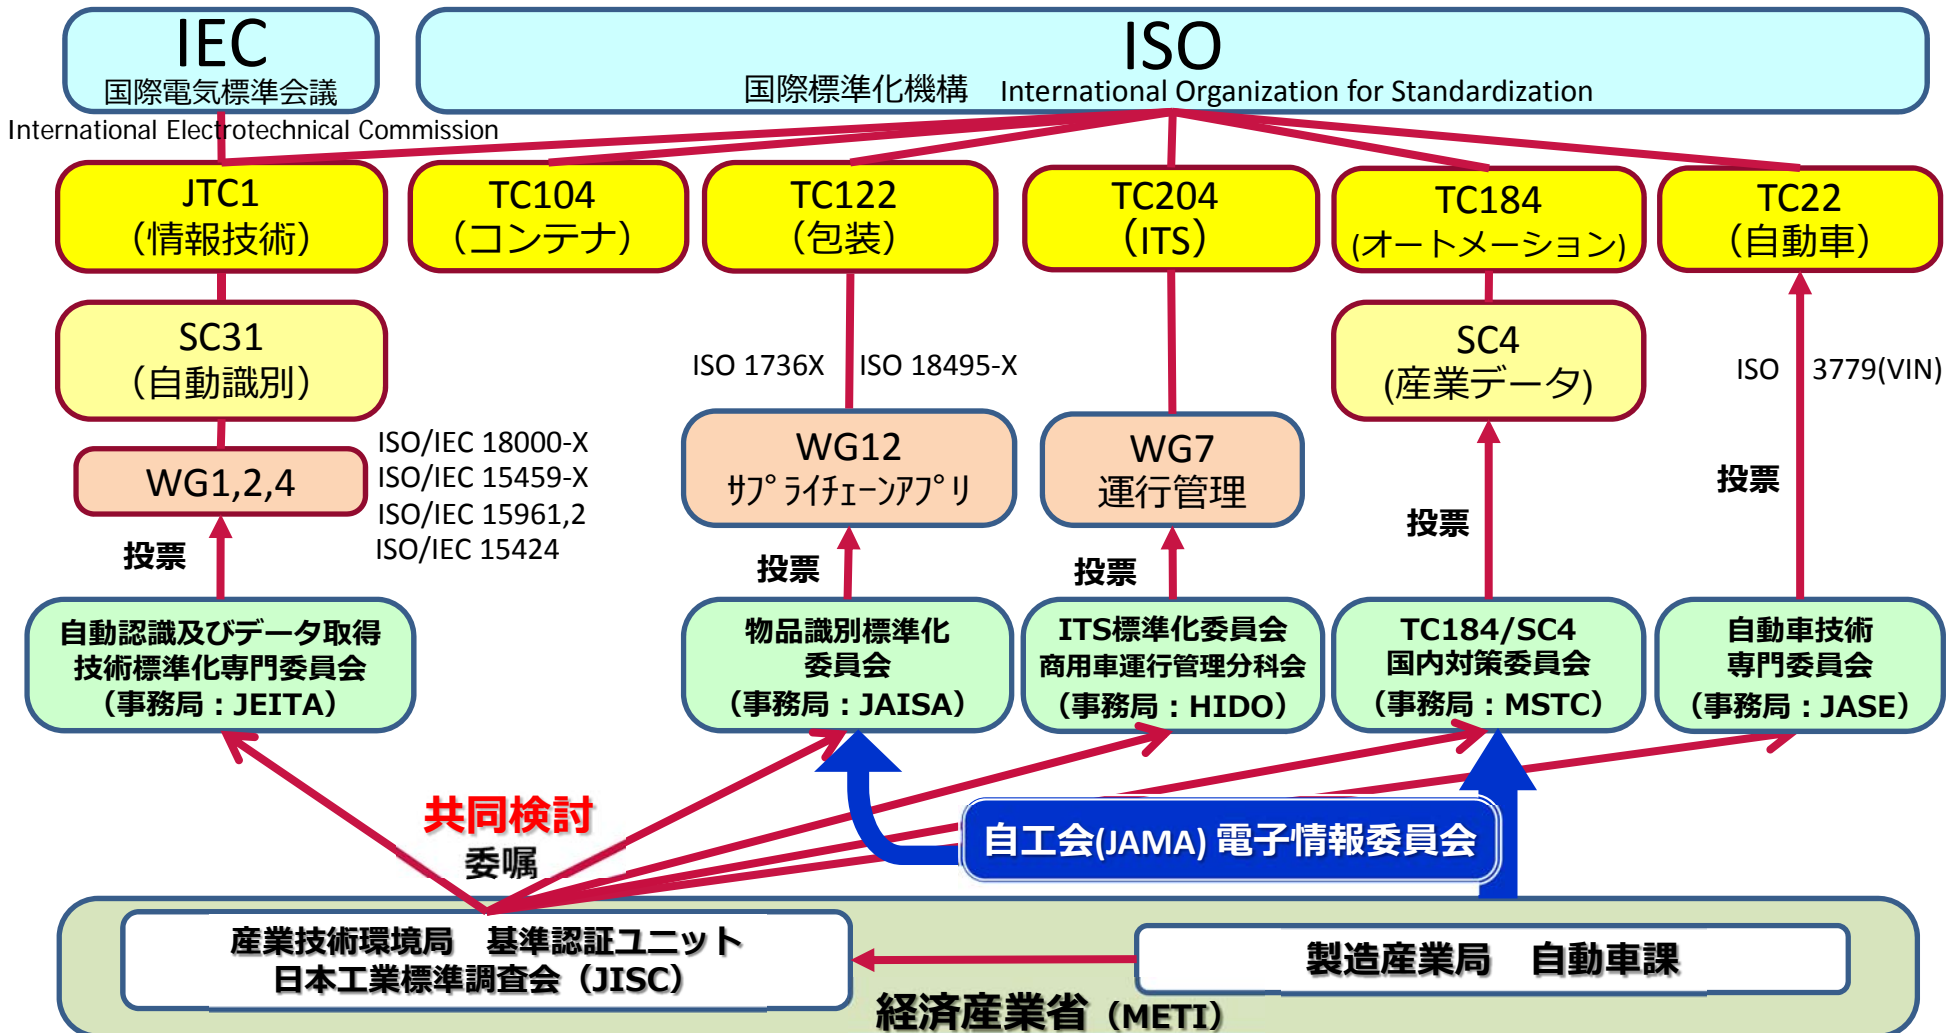 IEC
国際電気標準会議
International Electrotechnical Commission
ISO
国際標準化機構 International Organization for Standardization
JTC1
（情報技術）
TC104
（コンテナ）
TC122
（包装）
TC204
（ITS）
TC184
(オートメーション)
TC22
（自動車）
SC31
（自動識別）
ISO 1736X
ISO 18495-X
SC4
(産業データ)
ISO 3779(VIN)
WG1,2,4
ISO/IEC 18000-X
ISO/IEC 15459-X
ISO/IEC 15961,2
ISO/IEC 15424
WG12
ｻﾌﾟﾗｲﾁｪｰﾝｱﾌﾟﾘ
WG7
運行管理
投票
投票
投票
投票
投票
自動認識及びデータ取得
技術標準化専門委員会
（事務局：JEITA）
物品識別標準化
委員会
（事務局：JAISA）
ITS標準化委員会
商用車運行管理分科会
（事務局：HIDO）
TC184/SC4
国内対策委員会
（事務局：MSTC）
自動車技術
専門委員会
（事務局：JASE）
共同検討
委嘱
自工会(JAMA) 電子情報委員会
産業技術環境局 基準認証ユニット
日本工業標準調査会（JISC）
製造産業局 自動車課
経済産業省（METI）